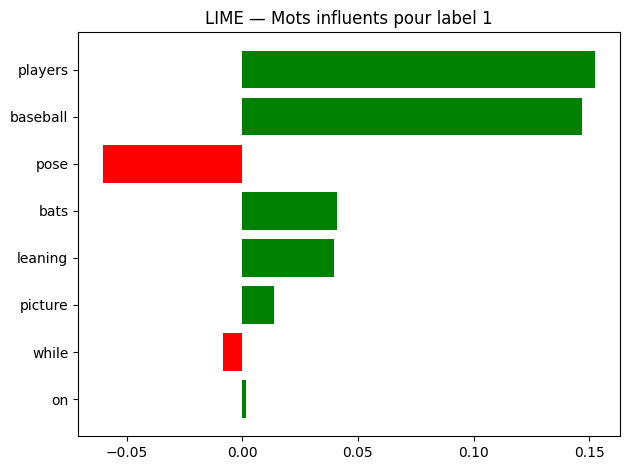 LIME — Mots influents pour label 1
players
baseball
pose
bats
leaning
picture
while
on
−0.05 0.00 0.05 0.10 0.15